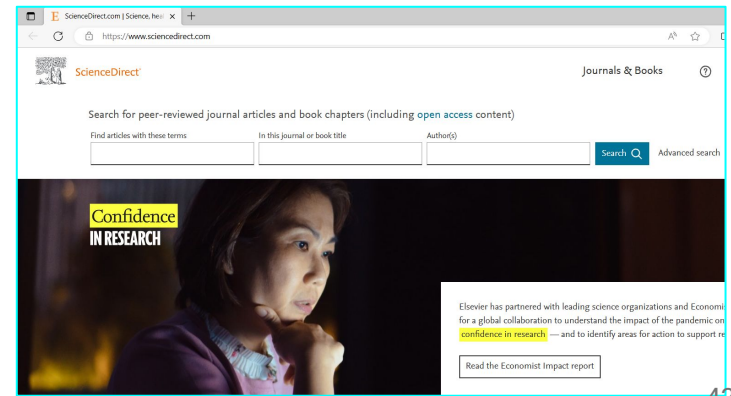 ScienceDirect.com | Science, hea
https://www.sciencedirect.com
ScienceDirect
Journals & Books
Search for peer-reviewed journal articles and book chapters (including open access content)
Find articles with these terms
In this journal or book title
Author(s)
Search
Advanced search
Confidence
IN RESEARCH
Elsevier has partnered with leading science organizations and Economi
for a global collaboration to understand the impact of the pandemic on
confidence in research — and to identify areas for action to support re
Read the Economist Impact report